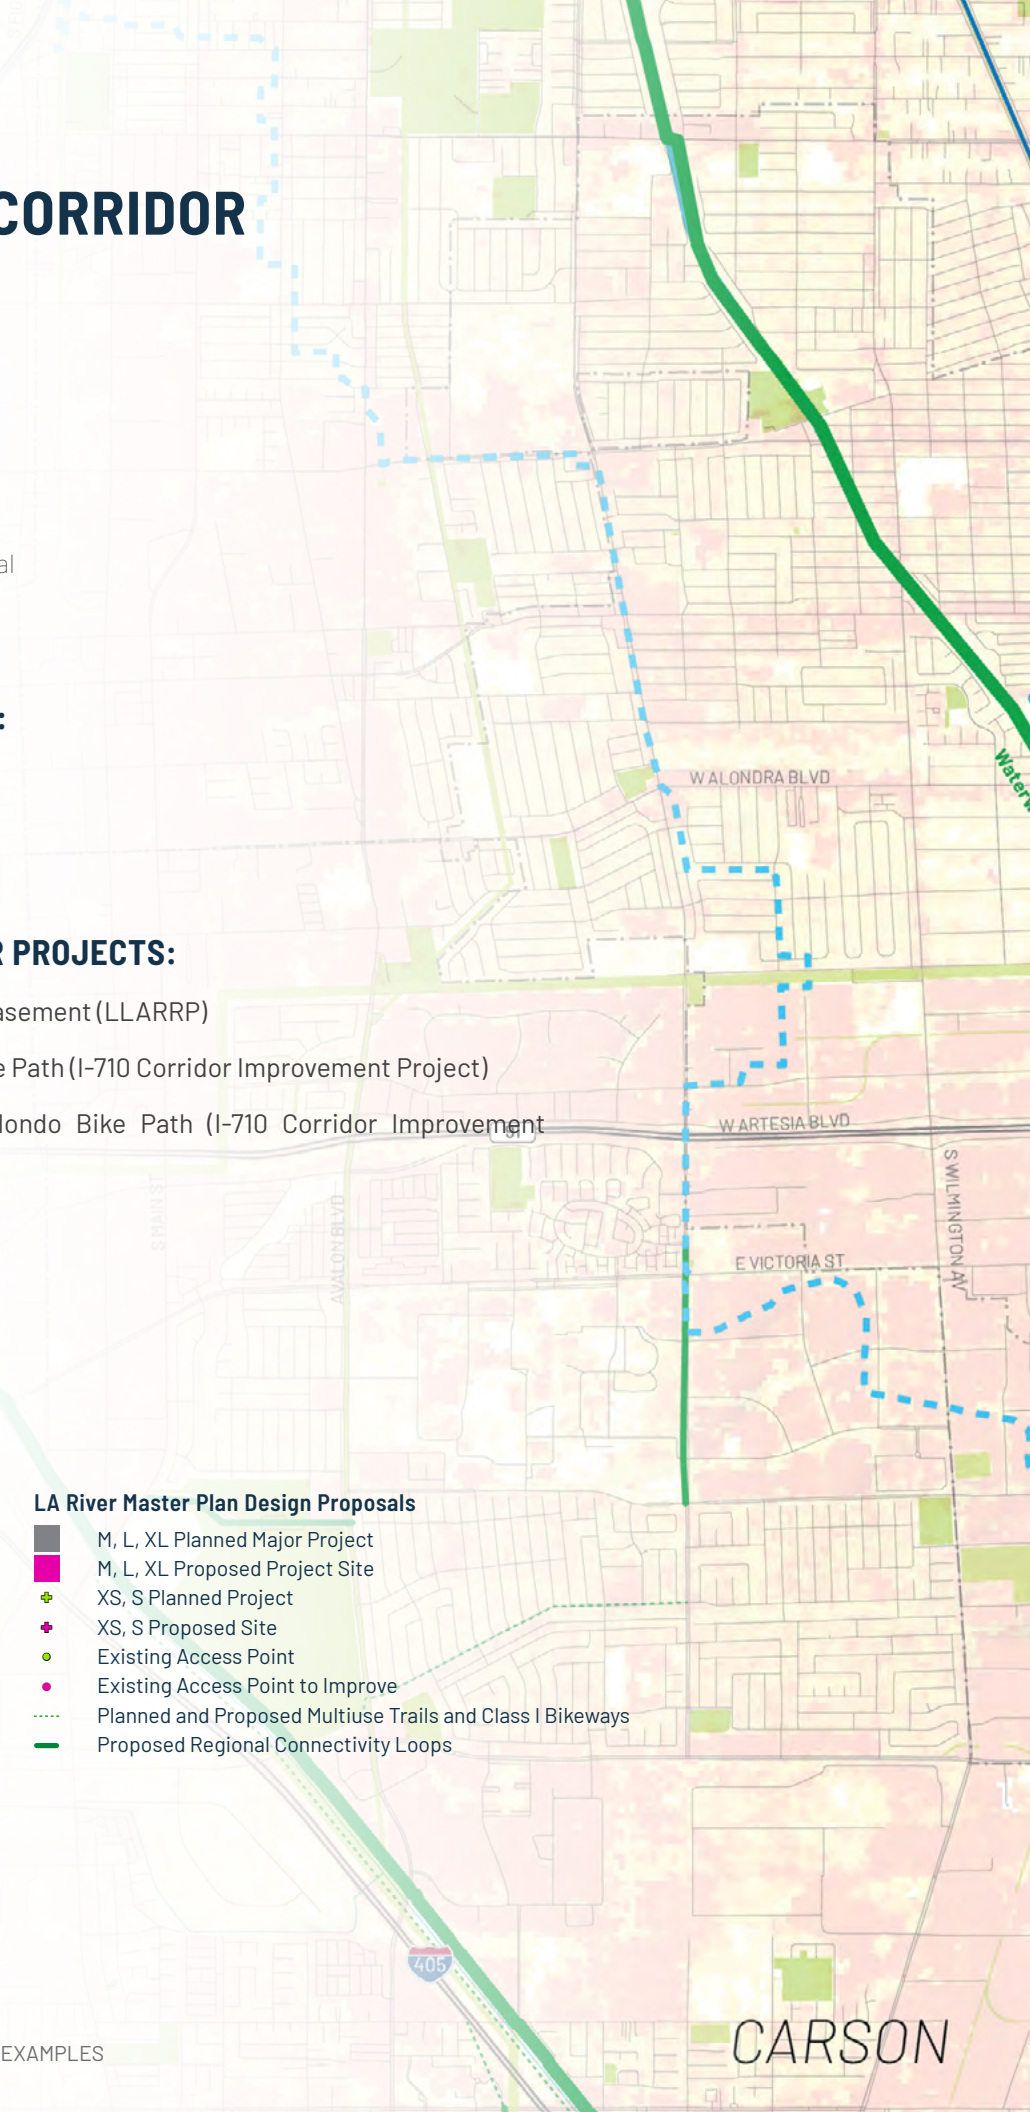 CORRIDOR
al
:
W ALONDRA BLVD
Waterw
R PROJECTS:
asement (LLARRP)
e Path (I-710 Corridor Improvement Project)
londo Bike Path (I-710 Corridor Improvement
91
W ARTESIA BLVD
S MAIN ST
AVALON BLVD
S WILMINGTON AV
E VICTORIA ST
LA River Master Plan Design Proposals
M, L, XL Planned Major Project
M, L, XL Proposed Project Site
XS, S Planned Project
XS, S Proposed Site
Existing Access Point
Existing Access Point to Improve
Planned and Proposed Multiuse Trails and Class I Bikeways
Proposed Regional Connectivity Loops
405
CARSON
EXAMPLES